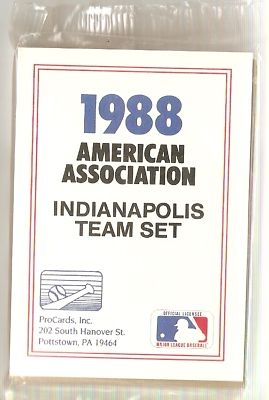 1988
AMERICAN
ASSOCIATION
INDIANAPOLIS
TEAM SET
ProCards, Inc.
202 South Hanover St.
Pottstown, PA 19464
OFFICIAL LICENSEE
MAJOR LEAGUE BASEBALL